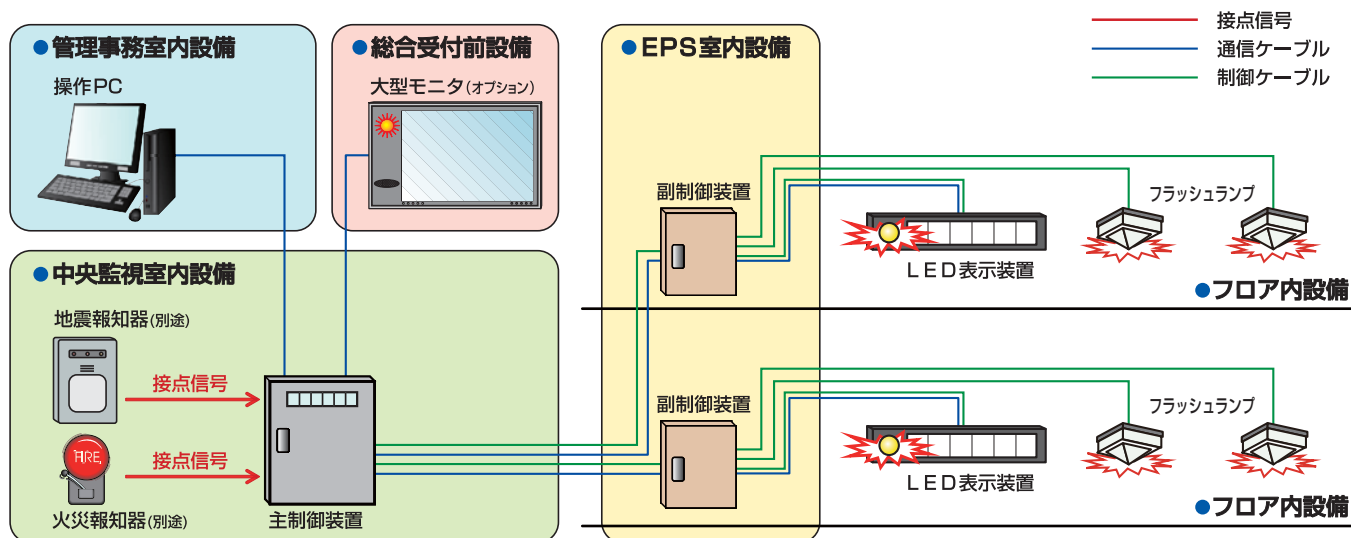 接点信号
通信ケーブル
制御ケーブル
●管理事務室内設備
操作PC
●総合受付前設備
大型モニタ(オプション)
●EPS室内設備
副制御装置
フラッシュランプ
LED表示装置
●フロア内設備
●中央監視室内設備
地震報知器(別途)
接点信号
FIRE
接点信号
火災報知器(別途)
主制御装置
副制御装置
フラッシュランプ
LED表示装置
●フロア内設備